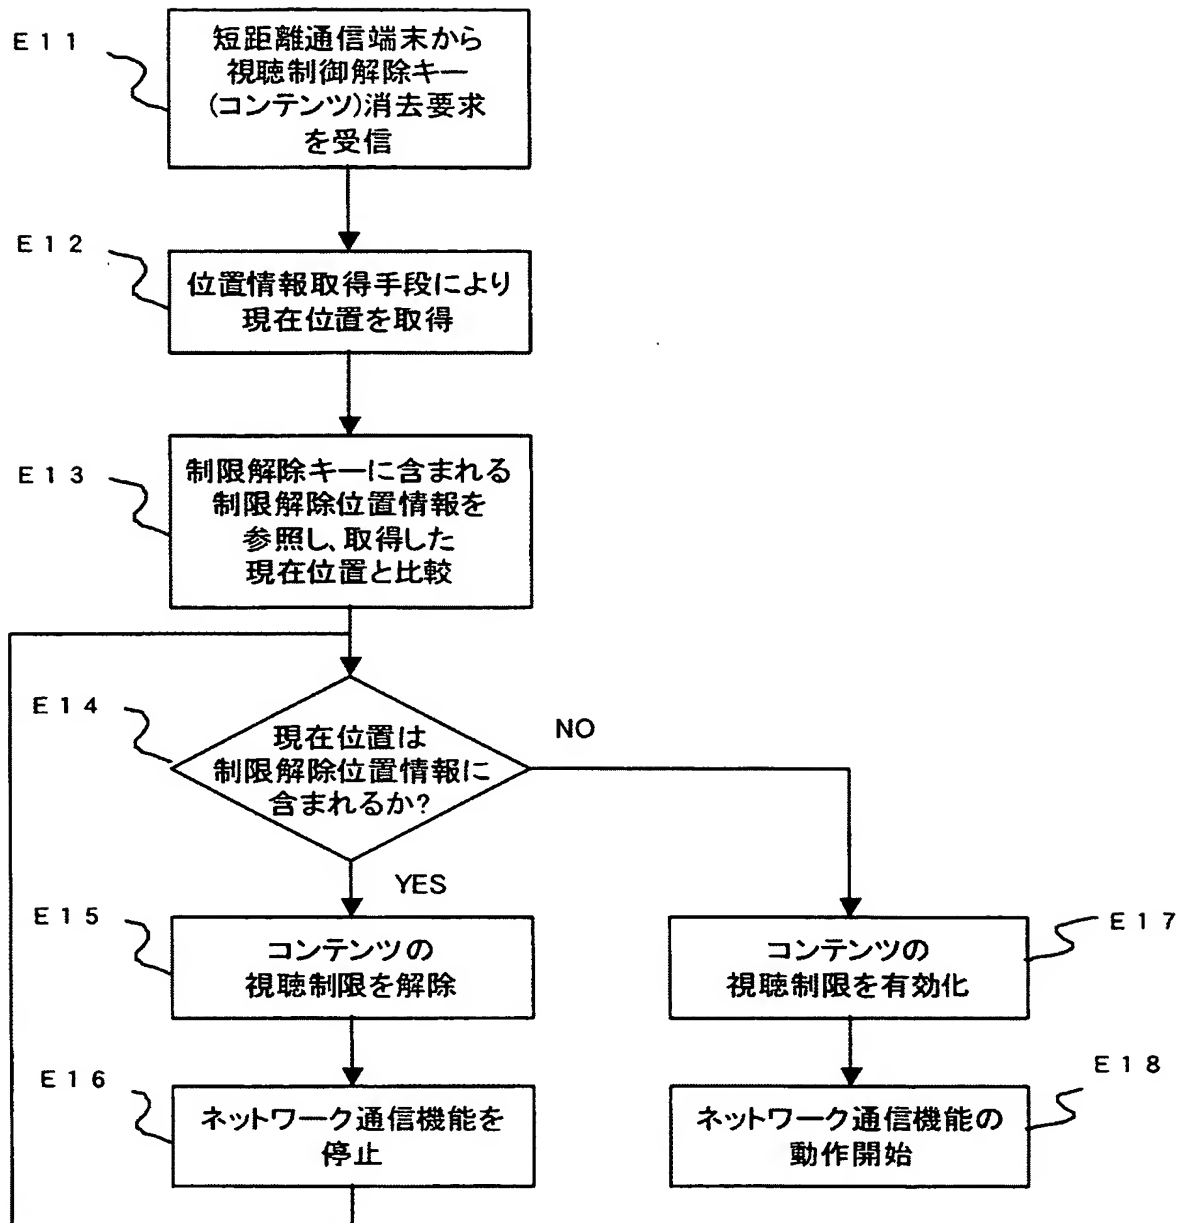 E11
短距離通信端末から
視聴制御解除キー
(コンテンツ)消去要求
を受信
E12
位置情報取得手段により
現在位置を取得
E13
制限解除キーに含まれる
制限解除位置情報を
参照し、取得した
現在位置と比較
E14
現在位置は
制限解除位置情報に
含まれるか?
NO
YES
E15
コンテンツの
視聴制限を解除
E17
コンテンツの
視聴制限を有効化
E16
ネットワーク通信機能を
停止
E18
ネットワーク通信機能の
動作開始